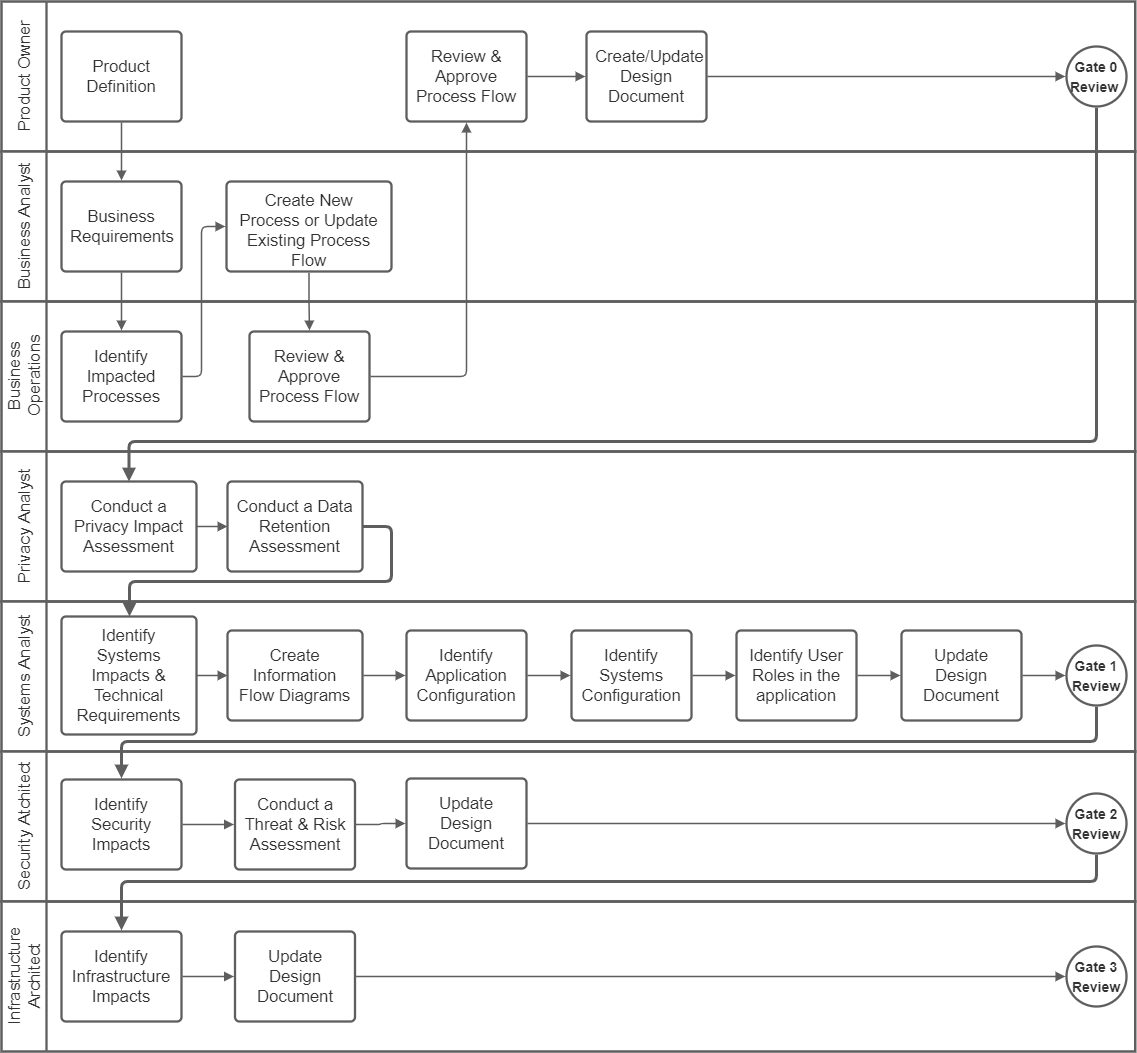 Product Owner
Product
Definition
Review &
Approve
Process Flow
Create/Update
Design
Document
Gate 0
Review
Business Analyst
Business
Requirements
Create New
Process or Update
Existing Process
Flow
Business
Operations
Identify
Impacted
Processes
Review &
Approve
Process Flow
Privacy Analyst
Conduct a
Privacy Impact
Assessment
Conduct a Data
Retention
Assessment
Systems Analyst
Identify
Systems
Impacts &
Technical
Requirements
Create
Information
Flow Diagrams
Identify
Application
Configuration
Identify
Systems
Configuration
Identify User
Roles in the
application
Update
Design
Document
Gate 1
Review
Security Atchitect
Identify
Security
Impacts
Conduct a
Threat & Risk
Assessment
Update
Design
Document
Gate 2
Review
Infrastructure
Architect
Identify
Infrastructure
Impacts
Update
Design
Document
Gate 3
Review